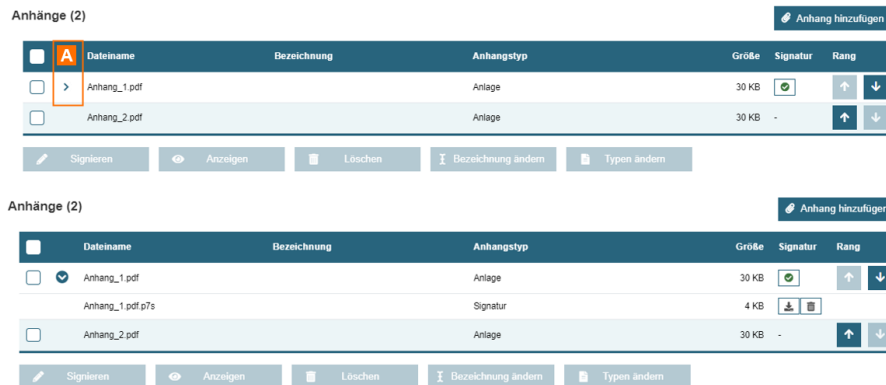 Anhänge (2)
Anhang hinzufügen
A Dateiname Bezeichnung Anhangstyp Größe Signatur Rang
Anhang_1.pdf Anlage 30 KB
Anhang_2.pdf Anlage 30 KB -
Signieren Anzeigen Löschen Bezeichnung ändern Typen ändern
Anhänge (2)
Anhang hinzufügen
Dateiname Bezeichnung Anhangstyp Größe Signatur Rang
Anhang_1.pdf Anlage 30 KB
Anhang_1.pdf.p7s Signatur 4 KB
Anhang_2.pdf Anlage 30 KB -
Signieren Anzeigen Löschen Bezeichnung ändern Typen ändern